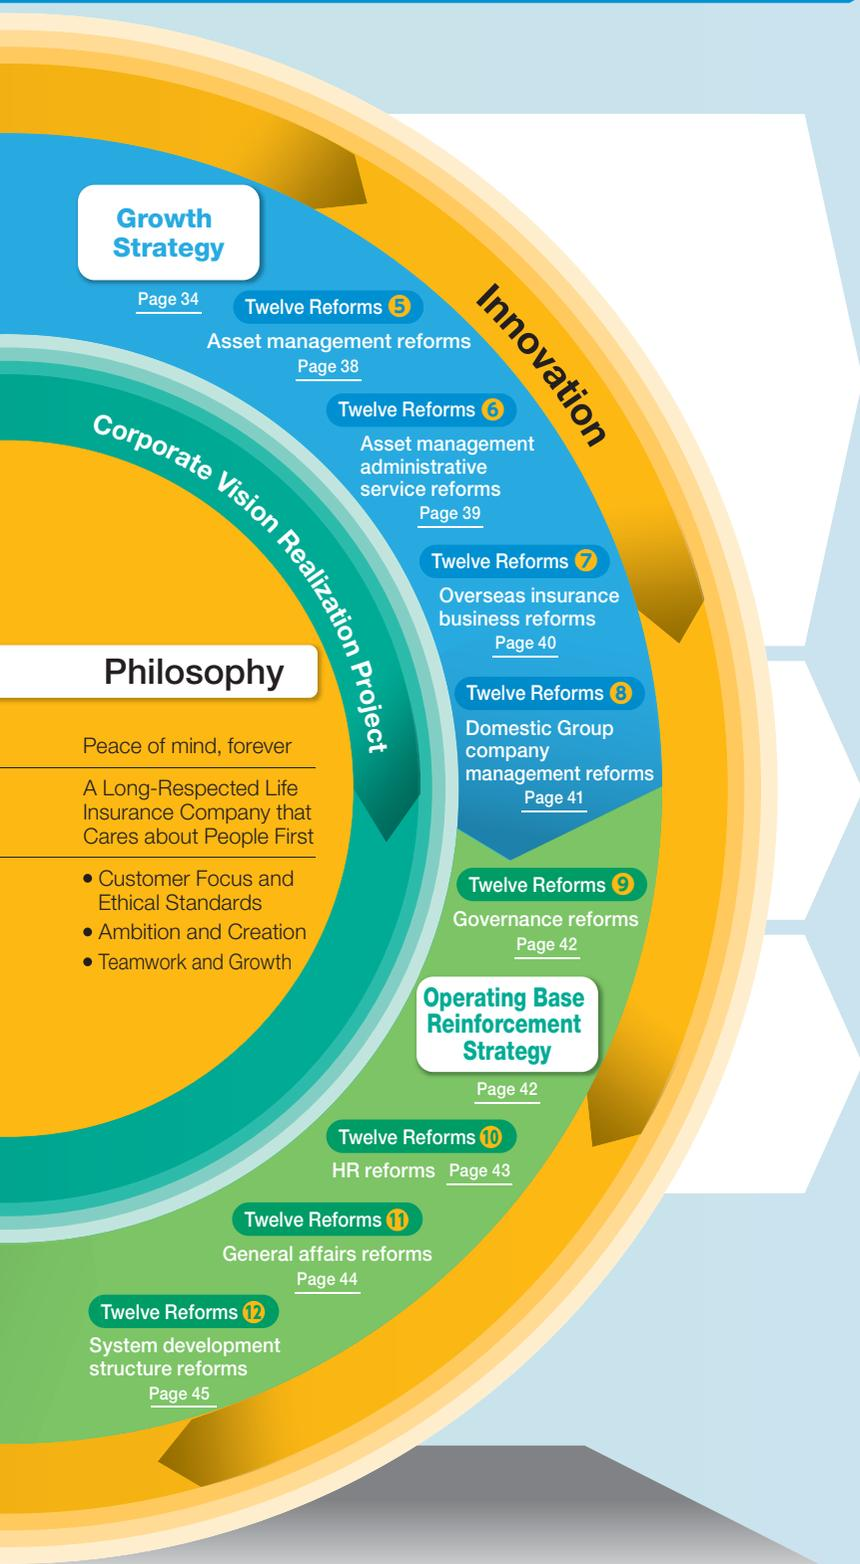 Growth
Strategy
Page 34
Twelve Reforms 5
Asset management reforms
Page 38
Innovation
Twelve Reforms 6
Asset management
administrative
service reforms
Page 39
Corporate Vision Realization Project
Twelve Reforms 7
Overseas insurance
business reforms
Page 40
Twelve Reforms 8
Domestic Group
company
management reforms
Page 41
Philosophy
Peace of mind, forever
A Long-Respected Life
Insurance Company that
Cares about People First
• Customer Focus and
Ethical Standards
• Ambition and Creation
• Teamwork and Growth
Twelve Reforms 9
Governance reforms
Page 42
Operating Base
Reinforcement
Strategy
Page 42
Twelve Reforms 10
HR reforms Page 43
Twelve Reforms 11
General affairs reforms
Page 44
Twelve Reforms 12
System development
structure reforms
Page 45